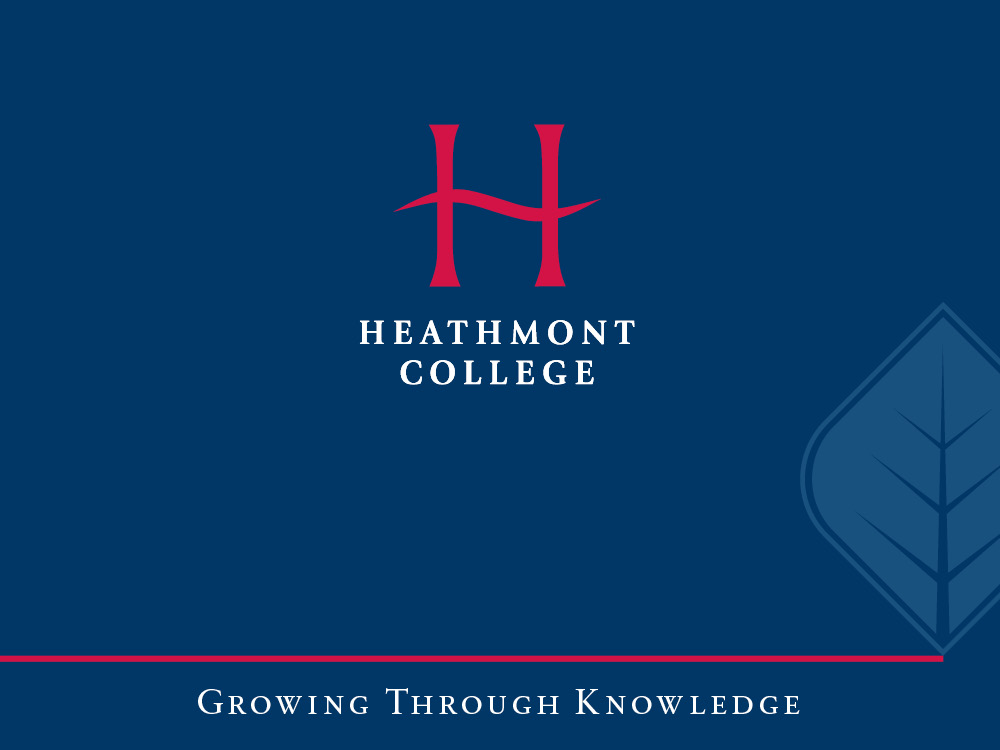 H
HEATHMONT
COLLEGE
GROWING THROUGH KNOWLEDGE